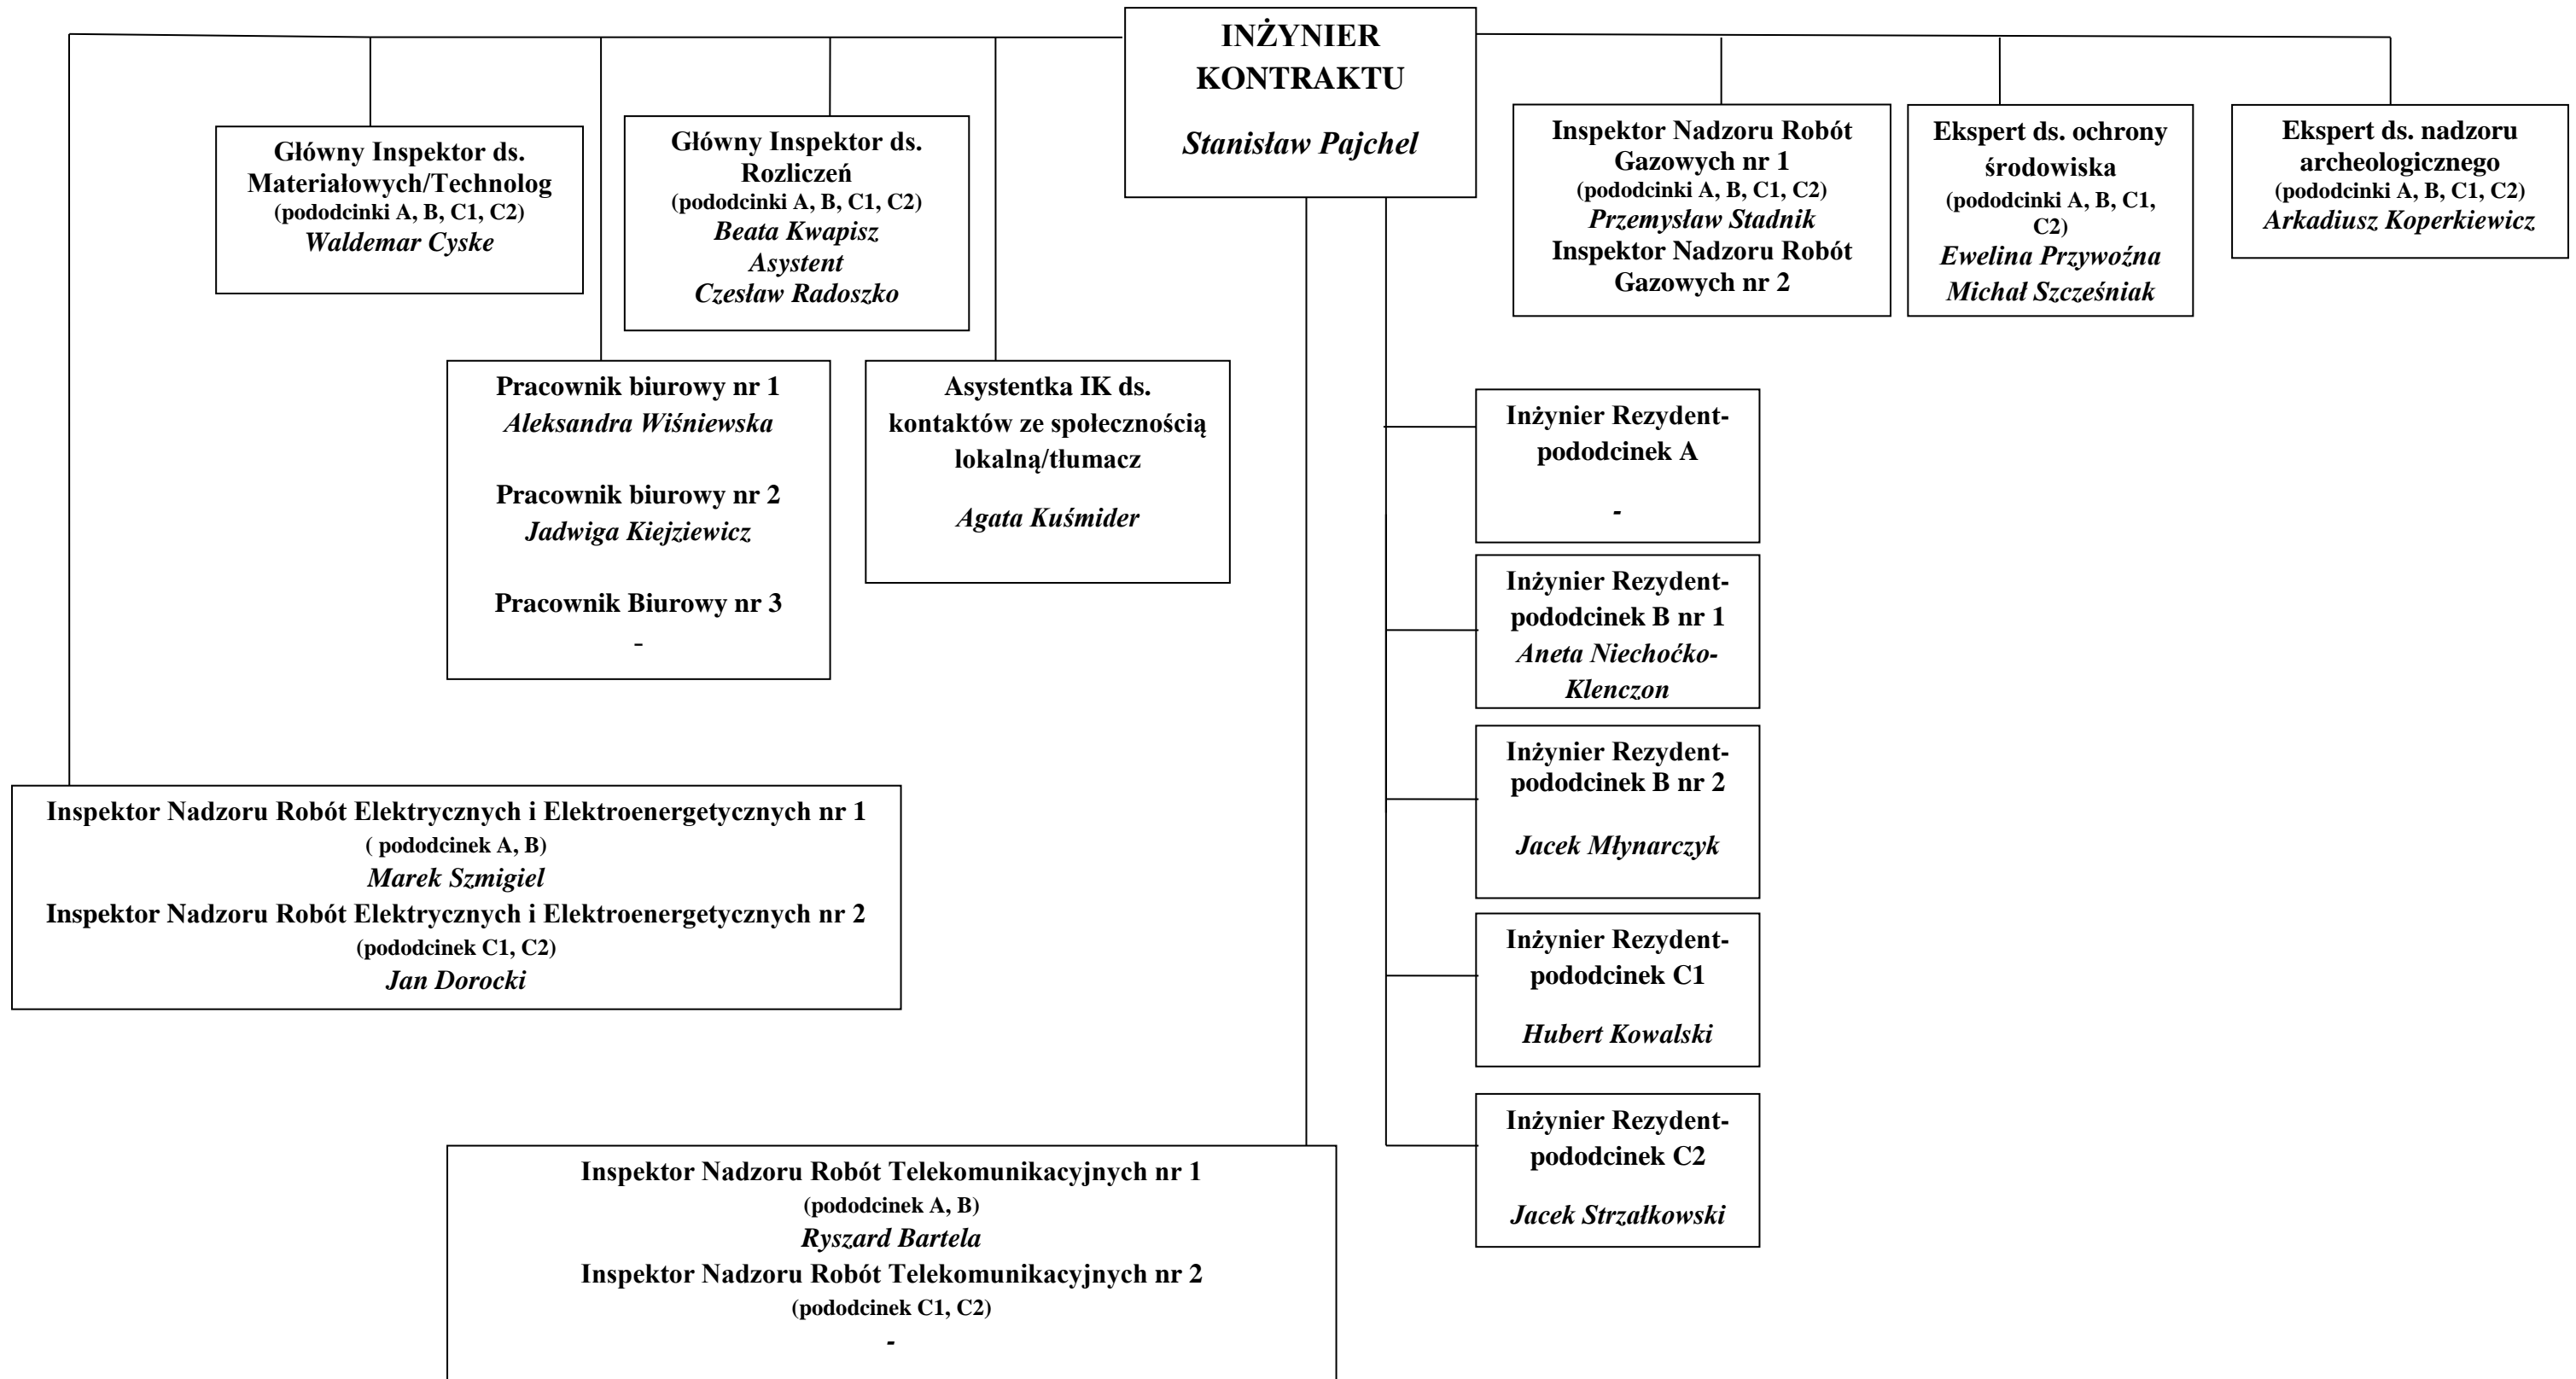 INŻYNIER
KONTRAKTU
Stanisław Pajchel
Główny Inspektor ds.
Materiałowych/Technolog
(pododcinki A, B, C1, C2)
Waldemar Cyske
Główny Inspektor ds.
Rozliczeń
(pododcinki A, B, C1, C2)
Beata Kwapisz
Asystent
Czesław Radoszko
Inspektor Nadzoru Robót
Gazowych nr 1
(pododcinki A, B, C1, C2)
Przemysław Stadnik
Inspektor Nadzoru Robót
Gazowych nr 2
Ekspert ds. ochrony
środowiska
(pododcinki A, B, C1,
C2)
Ewelina Przywoźna
Michał Szcześniak
Ekspert ds. nadzoru
archeologicznego
(pododcinki A, B, C1, C2)
Arkadiusz Koperkiewicz
Pracownik biurowy nr 1
Aleksandra Wiśniewska
Pracownik biurowy nr 2
Jadwiga Kiejziewicz
Pracownik Biurowy nr 3
-
Asystentka IK ds.
kontaktów ze społecznością
lokalną/tłumacz
Agata Kuśmider
Inżynier Rezydent-
pododcinek A
-
Inżynier Rezydent-
pododcinek B nr 1
Aneta Niechoćko-
Klenczon
Inżynier Rezydent-
pododcinek B nr 2
Jacek Młynarczyk
Inżynier Rezydent-
pododcinek C1
Hubert Kowalski
Inżynier Rezydent-
pododcinek C2
Jacek Strzałkowski
Inspektor Nadzoru Robót Elektrycznych i Elektroenergetycznych nr 1
( pododcinek A, B)
Marek Szmigiel
Inspektor Nadzoru Robót Elektrycznych i Elektroenergetycznych nr 2
(pododcinek C1, C2)
Jan Dorocki
Inspektor Nadzoru Robót Telekomunikacyjnych nr 1
(pododcinek A, B)
Ryszard Bartela
Inspektor Nadzoru Robót Telekomunikacyjnych nr 2
(pododcinek C1, C2)
-